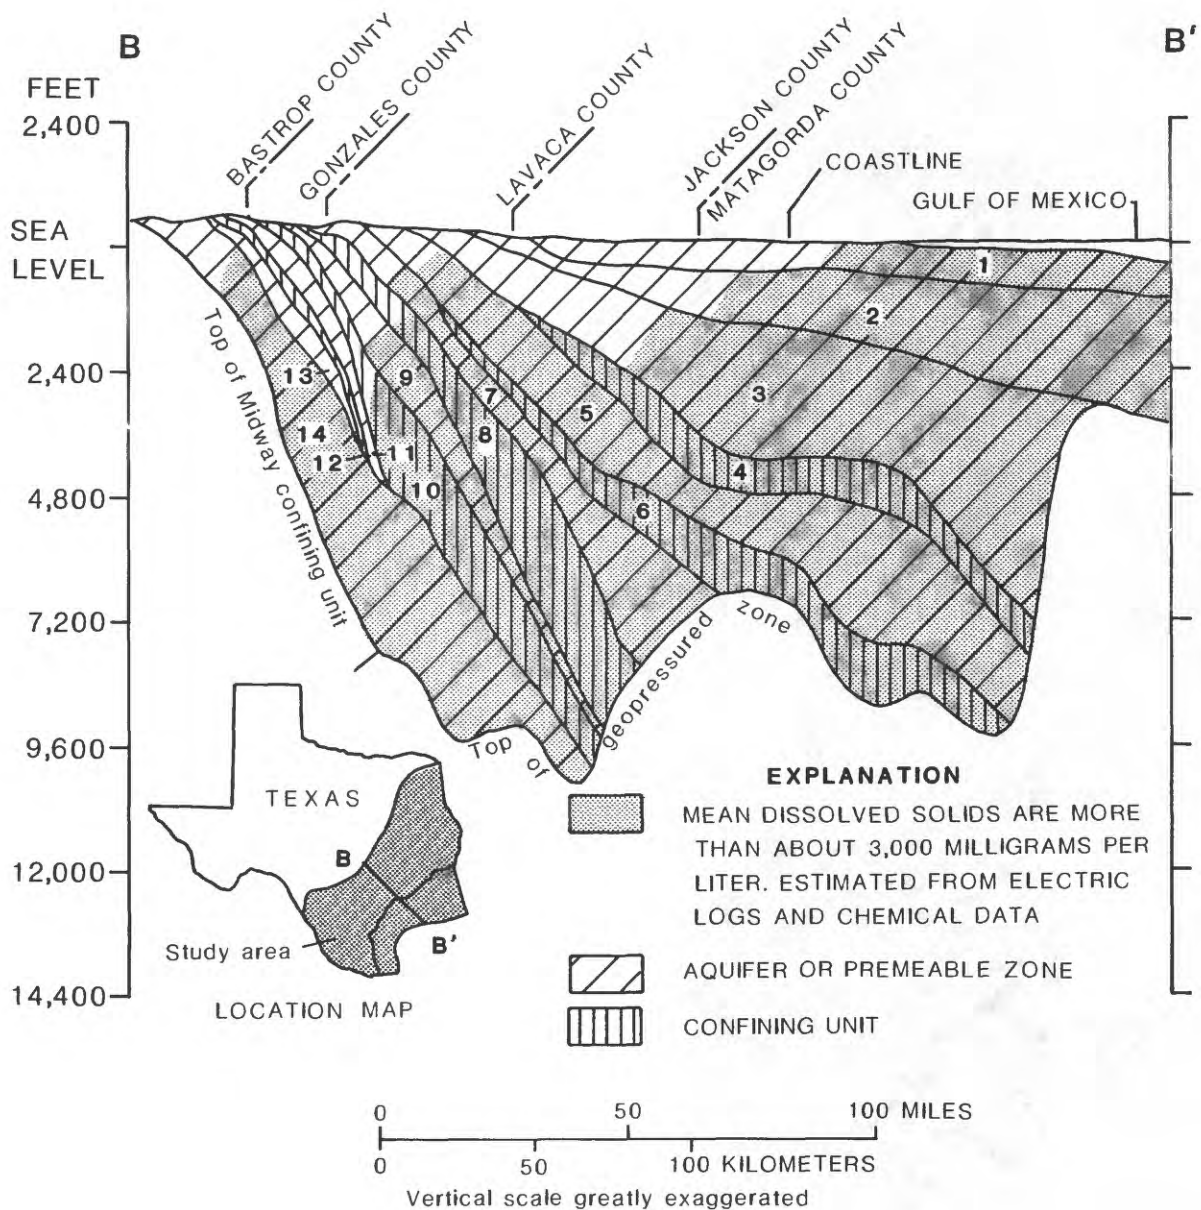 B
B'
BASTROP COUNTY
GONZALES COUNTY
LAVACA COUNTY
JACKSON COUNTY
MATAGORDA COUNTY
COASTLINE
GULF OF MEXICO
FEET
2,400
SEA
LEVEL
2,400
4,800
7,200
9,600
12,000
14,400
1
2
3
4
5
6
7
8
9
10
11
12
13
14
Top of Midway confining unit
Top of geopressured zone
TEXAS
B
B'
Study area
LOCATION MAP
EXPLANATION
MEAN DISSOLVED SOLIDS ARE MORE
THAN ABOUT 3,000 MILLIGRAMS PER
LITER. ESTIMATED FROM ELECTRIC
LOGS AND CHEMICAL DATA
AQUIFER OR PREMEABLE ZONE
CONFINING UNIT
0 50 100 MILES
0 50 100 KILOMETERS
Vertical scale greatly exaggerated